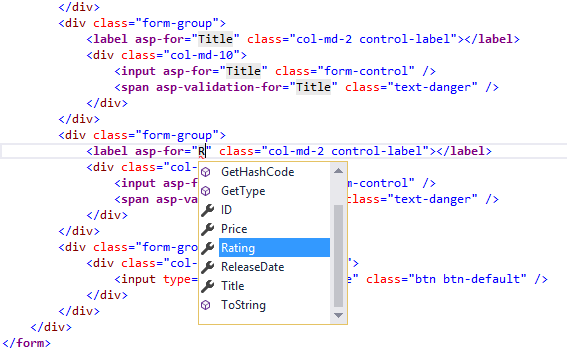 </div>
<div class="form-group">
<label asp-for="Title" class="col-md-2 control-label"></label>
<div class="col-md-10">
<input asp-for="Title" class="form-control" />
<span asp-validation-for="Title" class="text-danger" />
</div>
</div>
<div class="form-group">
<label asp-for="R" class="col-md-2 control-label"></label>
<div class="col-
GetHashCode
<input asp-f
m-control" />
GetType
<span asp-va
class="text-danger" />
ID
</div>
</div>
Price
<div class="form-grou
Rating
<div class="col-
">
ReleaseDate
<input type=
e" class="btn btn-default" />
Title
</div>
ToString
</div>
</div>
</form>